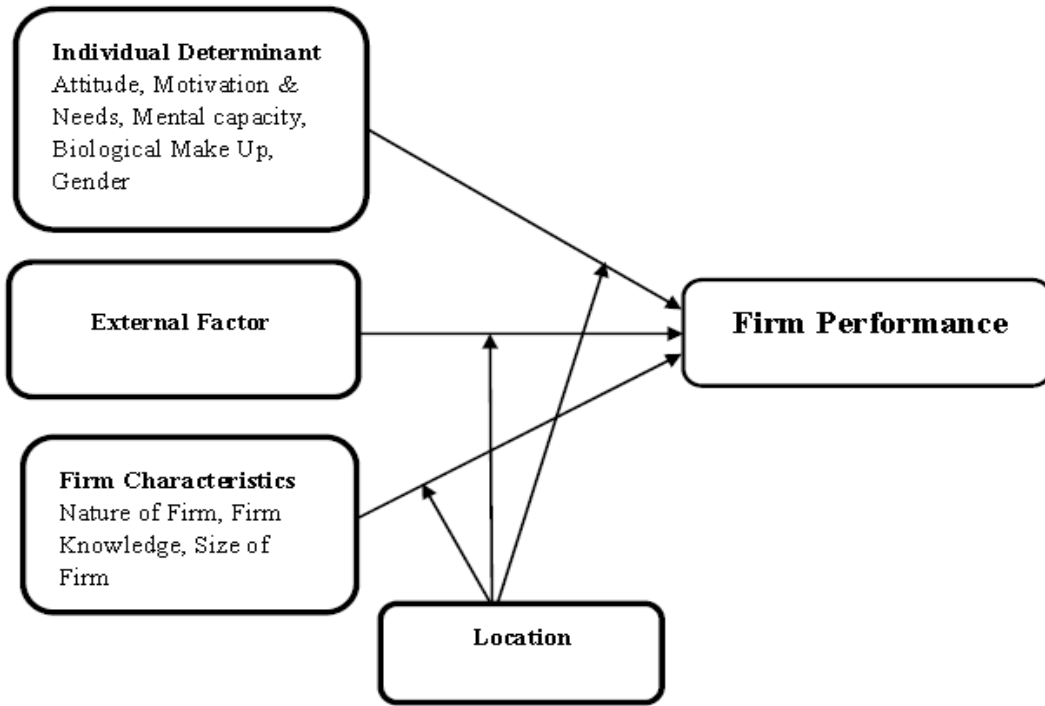 Individual Determinant
Attitude, Motivation &
Needs, Mental capacity,
Biological Make Up,
Gender
External Factor
Firm Performance
Firm Characteristics
Nature of Firm, Firm
Knowledge, Size of
Firm
Location